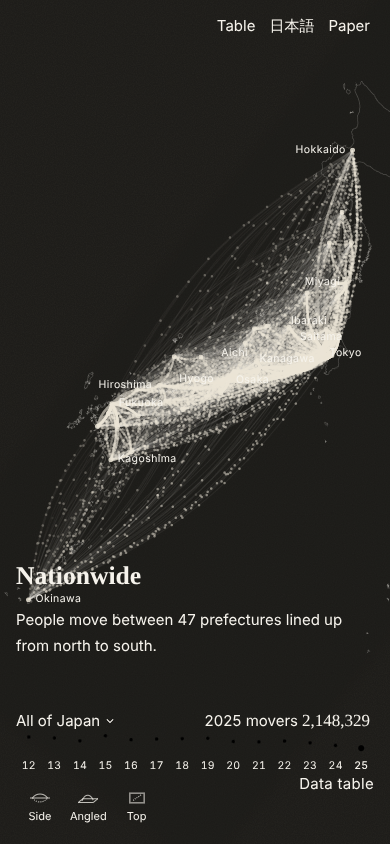 Table 日本語 Paper
Hokkaido
Miyagi
Ibaraki
Tokyo
Aichi
Kanagawa
Hyogo
Hiroshima
Fukuoka
Kagoshima
Nationwide
Okinawa
People move between 47 prefectures lined up
from north to south.
All of Japan 2025 movers 2,148,329
12 13 14 15 16 17 18 19 20 21 22 23 24 25
Data table
Side Angled Top